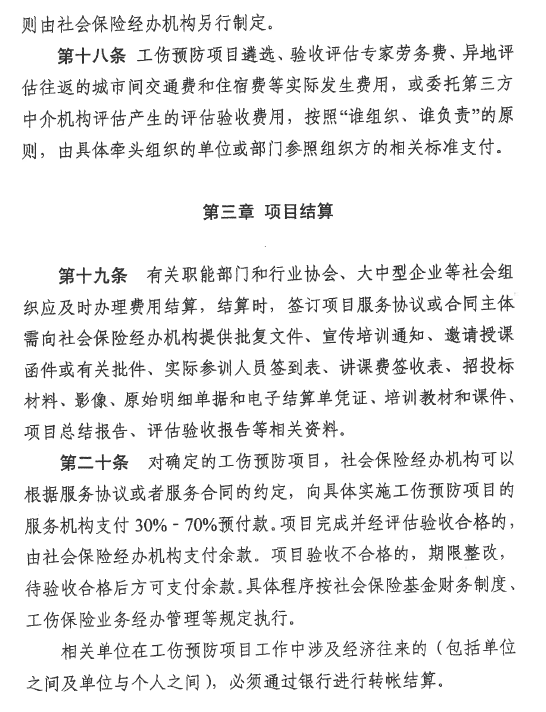 则由社会保险经办机构另行制定。
第十八条 工伤预防项目遴选、验收评估专家劳务费、异地评
估往返的城市间交通费和住宿费等实际发生费用，或委托第三方
中介机构评估产生的评估验收费用，按照“谁组织、谁负责”的原
则，由具体牵头组织的单位或部门参照组织方的相关标准支付。
第三章 项目结算
第十九条 有关职能部门和行业协会、大中型企业等社会组
织应及时办理费用结算，结算时，签订项目服务协议或合同主体
需向社会保险经办机构提供批复文件、宣传培训通知、邀请授课
函件或有关批件、实际参训人员签到表、讲课费签收表、招投标
材料、影像、原始明细单据和电子结算单凭证、培训教材和课件、
项目总结报告、评估验收报告等相关资料。
第二十条 对确定的工伤预防项目，社会保险经办机构可以
根据服务协议或者服务合同的约定，向具体实施工伤预防项目的
服务机构支付 30%－70%预付款。项目完成并经评估验收合格的，
由社会保险经办机构支付余款。项目验收不合格的，期限整改，
待验收合格后方可支付余款。具体程序按社会保险基金财务制度、
工伤保险业务经办管理等规定执行。
相关单位在工伤预防项目工作中涉及经济往来的（包括单位
之间及单位与个人之间），必须通过银行进行转帐结算。